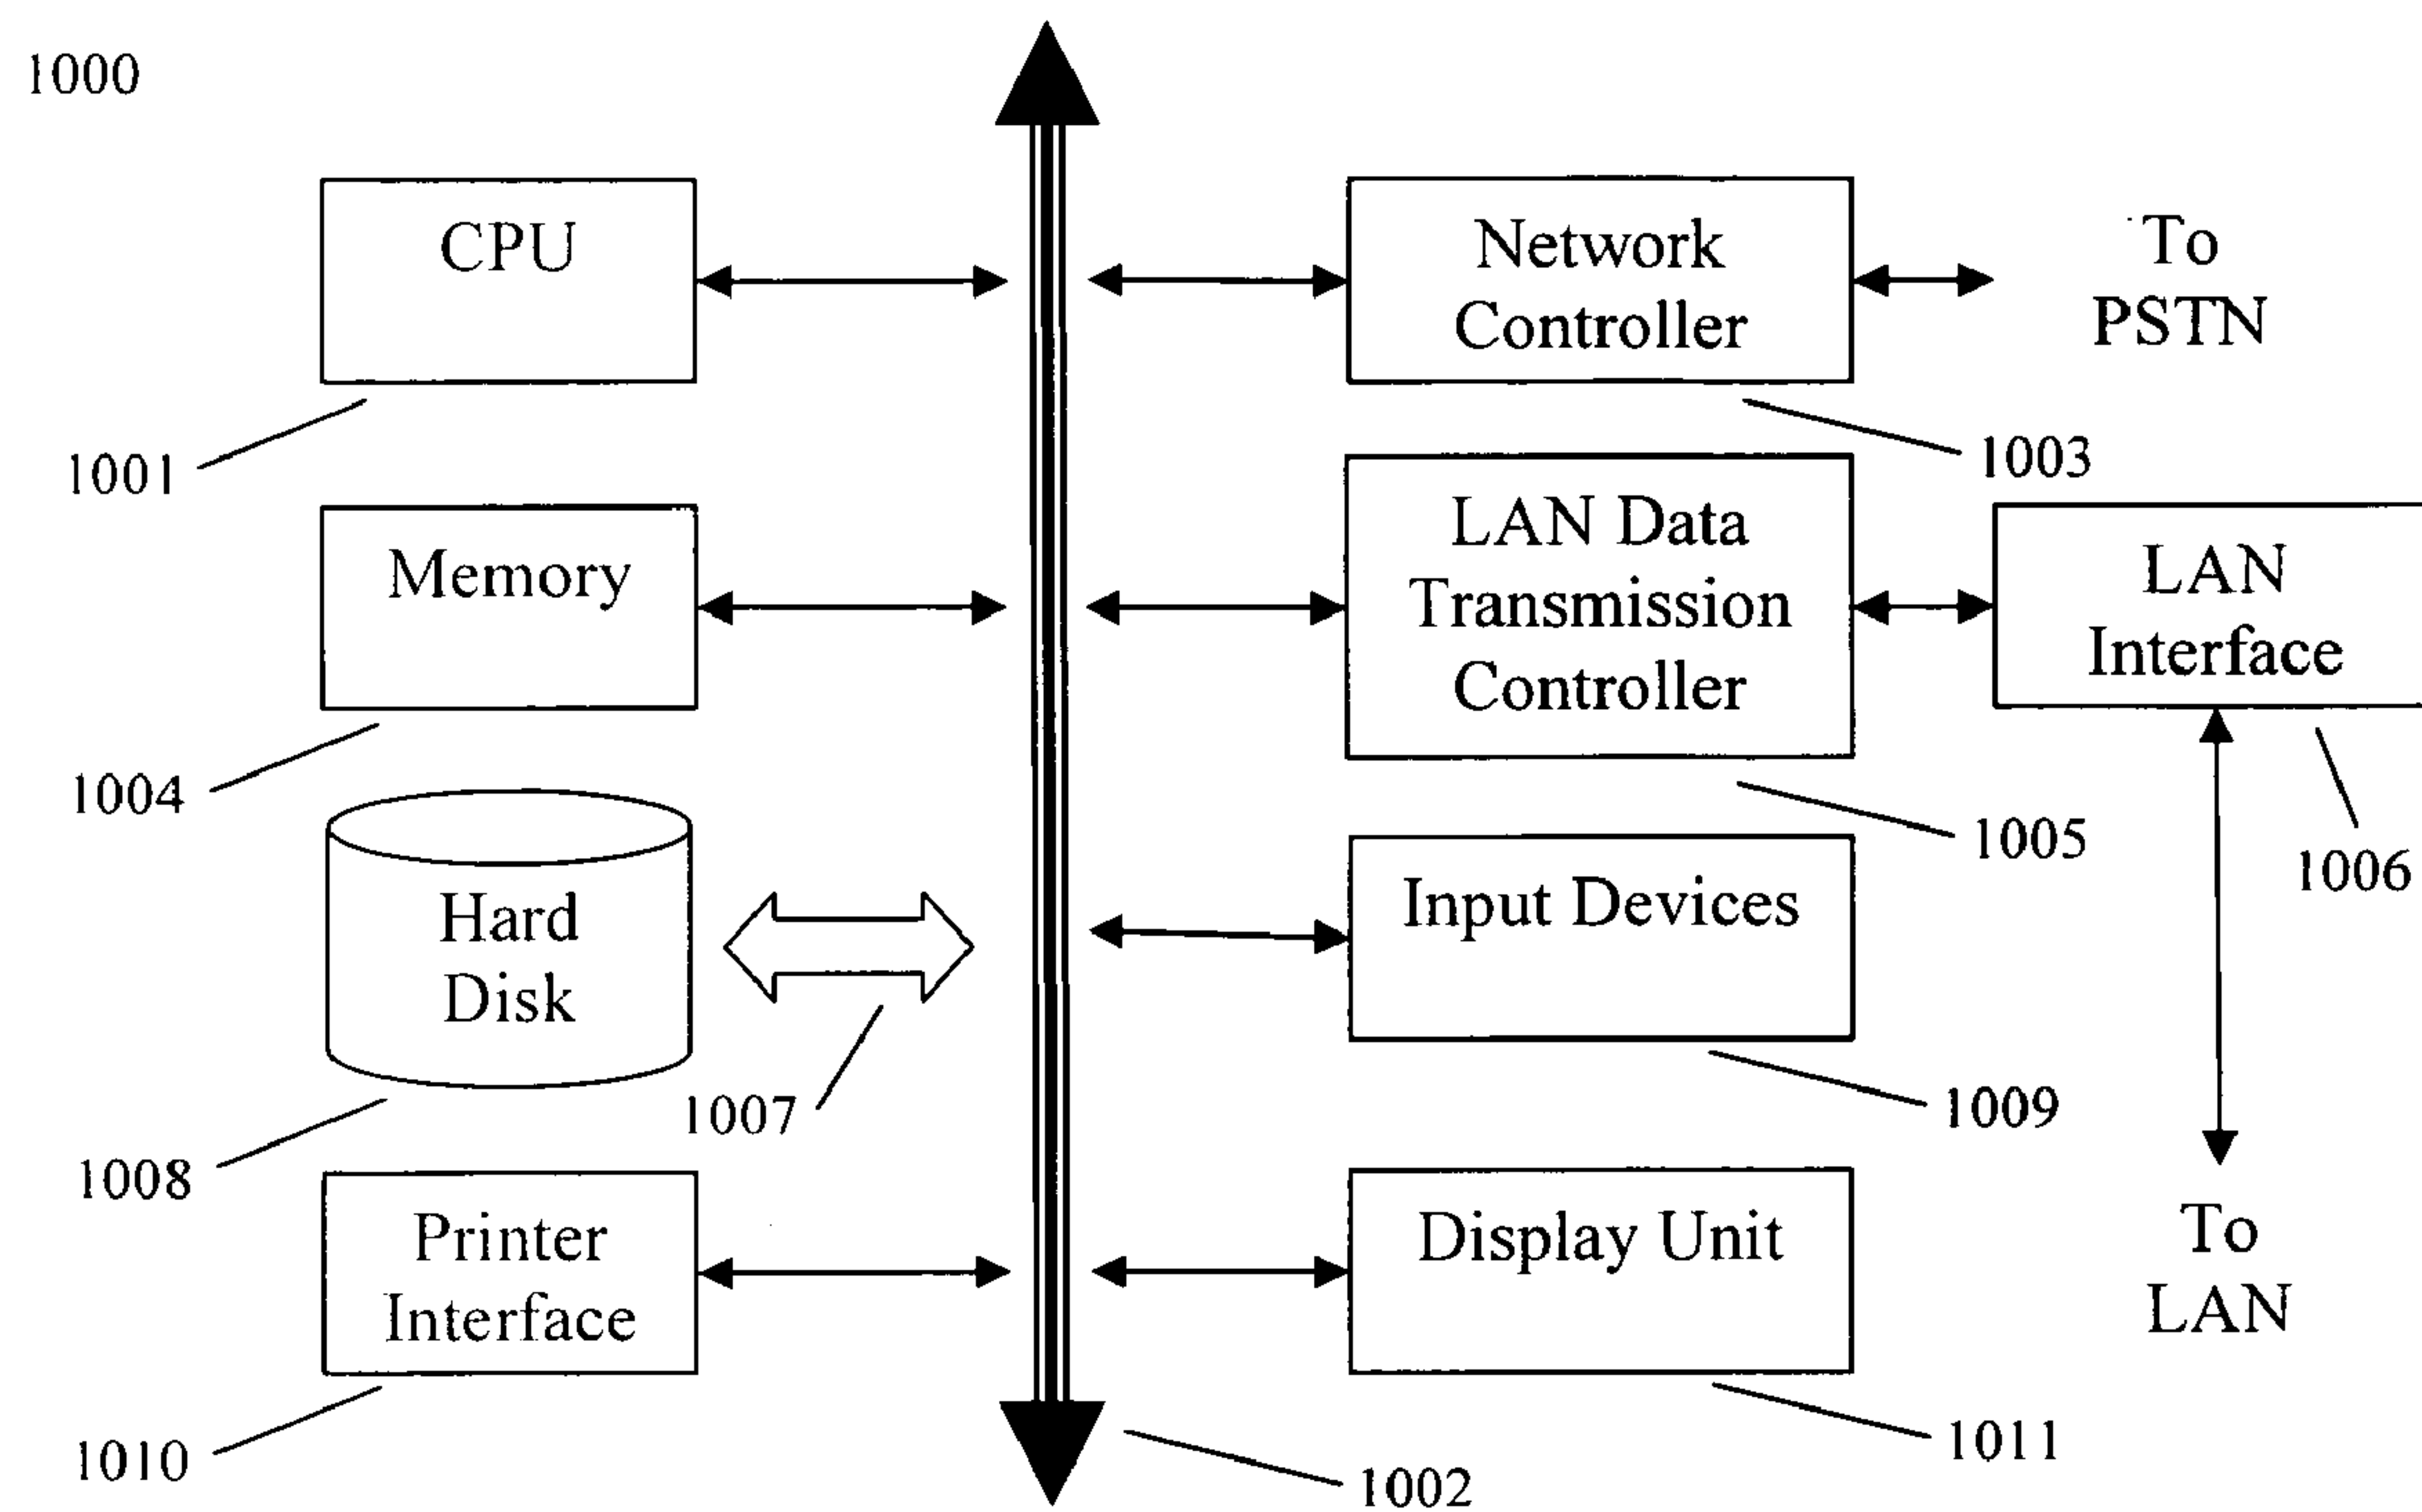 1000
CPU
Network
Controller
To
PSTN
1001
1003
Memory
LAN Data
Transmission
Controller
LAN
Interface
1004
1005
1006
Hard
Disk
Input Devices
1007
1009
1008
Printer
Interface
Display Unit
To
LAN
1010
1011
1002